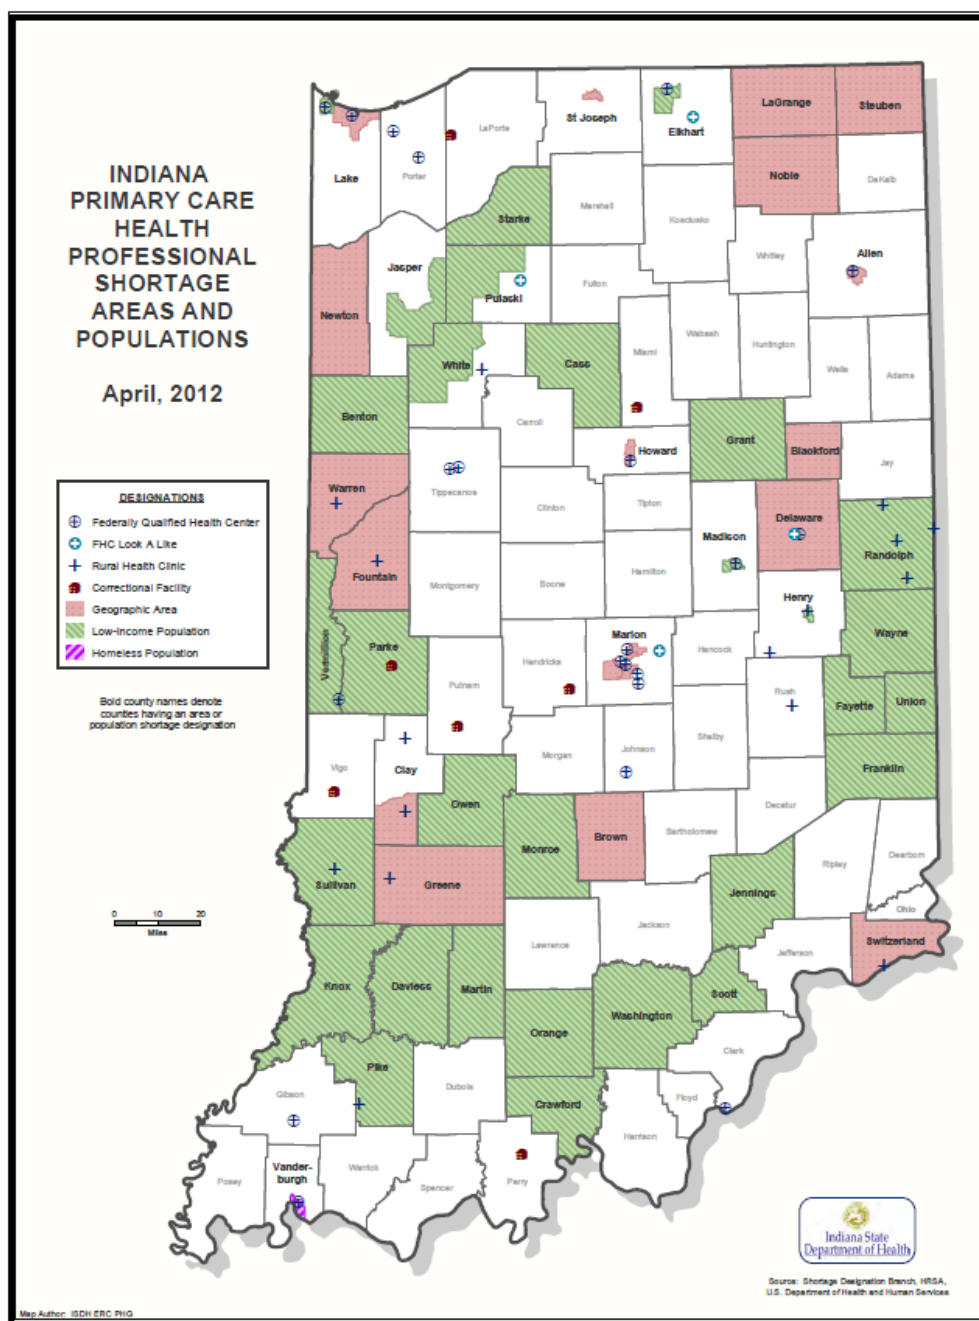 INDIANA
PRIMARY CARE
HEALTH
PROFESSIONAL
SHORTAGE
AREAS AND
POPULATIONS
April, 2012
DESIGNATIONS
Federally Qualified Health Center
FHC Look A Like
Rural Health Clinic
Correctional Facility
Geographic Area
Low-Income Population
Homeless Population
Bold county names denote
counties having an area or
population shortage designation
0 10 20
Miles
LaPorte
St Joseph
Elkhart
LaGrange
Steuben
Lake
Porter
Noble
DeKalb
Starke
Marshall
Kosciusko
Whitley
Allen
Jasper
Pulaski
Fulton
Newton
White
Cass
Miami
Wabash
Huntington
Wells
Adams
Benton
Carroll
Grant
Blackford
Jay
Howard
Warren
Tippecanoe
Clinton
Tipton
Madison
Delaware
Randolph
Fountain
Montgomery
Boone
Hamilton
Henry
Wayne
Vermillion
Parke
Putnam
Hendricks
Marion
Hancock
Rush
Fayette
Union
Vigo
Clay
Owen
Morgan
Johnson
Shelby
Decatur
Franklin
Sullivan
Greene
Monroe
Brown
Bartholomew
Jennings
Ripley
Dearborn
Ohio
Switzerland
Lawrence
Jackson
Jefferson
Knox
Daviess
Martin
Orange
Washington
Scott
Clark
Floyd
Gibson
Pike
Dubois
Crawford
Harrison
Posey
Vander-
burgh
Warrick
Spencer
Perry
Indiana State
Department of Health
Source: Shortage Designation Branch, HRSA,
U.S. Department of Health and Human Services
Map Author: ISDH ERC PHG